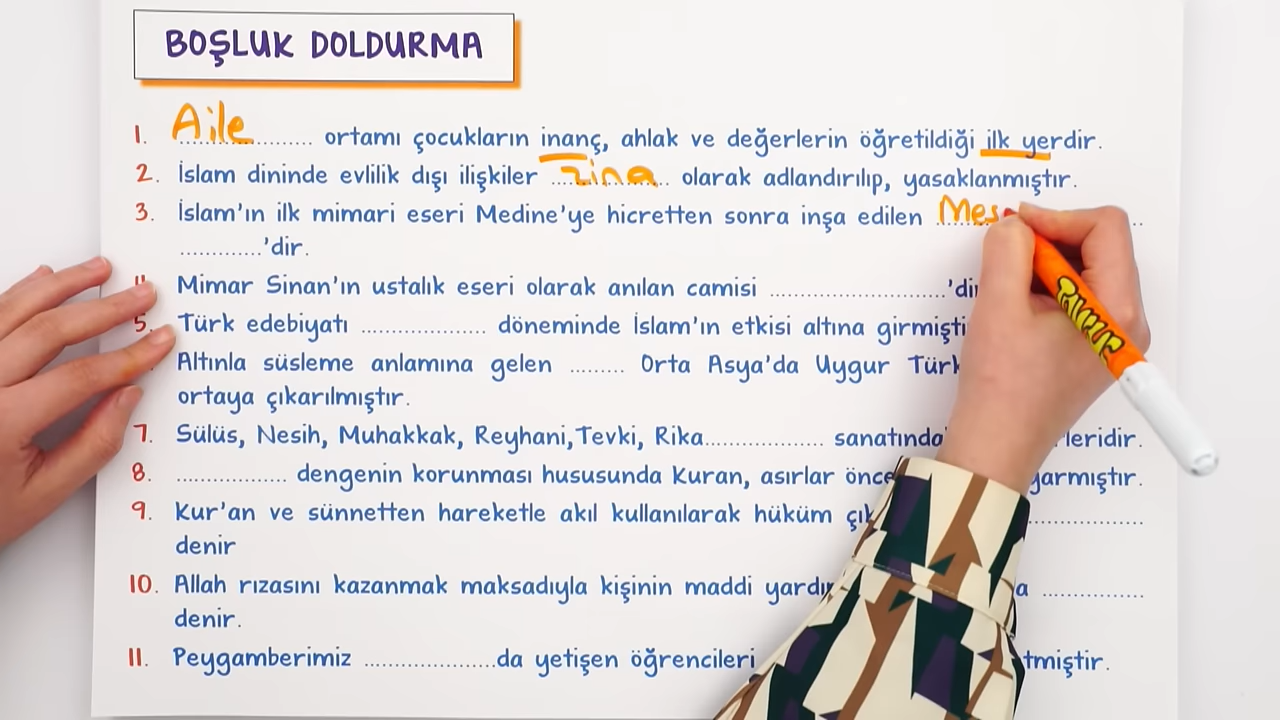 BOŞLUK DOLDURMA
1. Aile ............ ortamı çocukların inanç, ahlak ve değerlerin öğretildiği ilk yerdir.
2. İslam dininde evlilik dışı ilişkiler zina olarak adlandırılıp, yasaklanmıştır.
3. İslam'ın ilk mimari eseri Medine'ye hicretten sonra inşa edilen Mes ..
.............'dir.
Mimar Sinan'ın ustalık eseri olarak anılan camisi ............................'di
5. Türk edebiyatı .................... döneminde İslam'ın etkisi altına girmişti
Altınla süsleme anlamına gelen ......... Orta Asya'da Uygur Türk
ortaya çıkarılmıştır.
7. Sülüs, Nesih, Muhakkak, Reyhani, Tevki, Rika................... sanatında leridir.
8. .................. dengenin korunması hususunda Kuran, asırlar önce yarmıştır.
9. Kur'an ve sünnetten hareketle akıl kullanılarak hüküm çık ..................
denir
10. Allah rızasını kazanmak maksadıyla kişinin maddi yardı a ................
denir.
11. Peygamberimiz .....................da yetişen öğrencileri tmiştir.